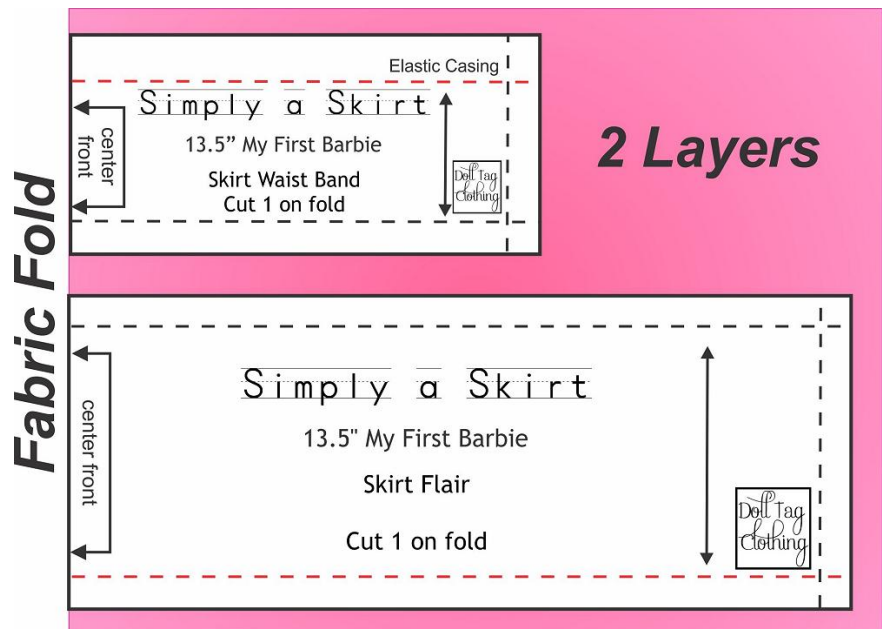 Fabric Fold
Elastic Casing
Simply a Skirt
center
front
13.5” My First Barbie
Skirt Waist Band
Cut 1 on fold
Doll Tag
Clothing
2 Layers
Simply a Skirt
center front
13.5" My First Barbie
Skirt Flair
Cut 1 on fold
Doll Tag
Clothing